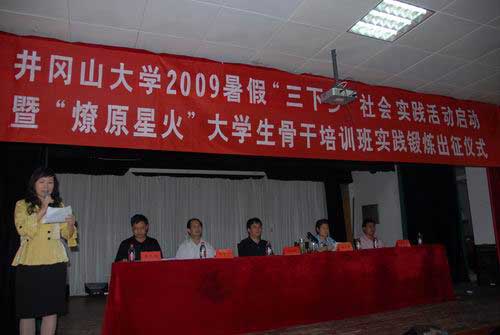 井冈山大学2009暑假“三下乡”社会实践活动启动
暨“燎原星火”大学生骨干培训班实践锻炼出征仪式